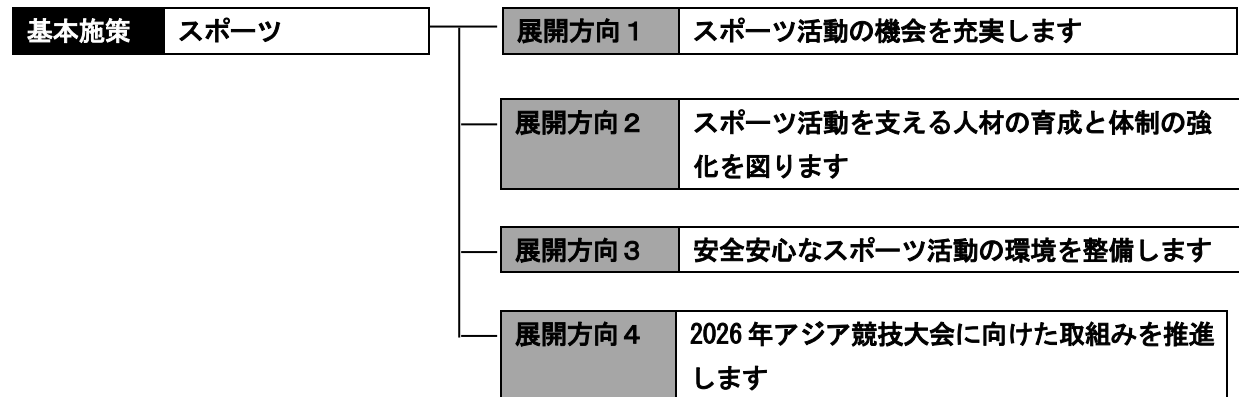 基本施策 スポーツ
展開方向１ スポーツ活動の機会を充実します
展開方向２ スポーツ活動を支える人材の育成と体制の強
化を図ります
展開方向３ 安全安心なスポーツ活動の環境を整備します
展開方向４ 2026年アジア競技大会に向けた取組みを推進
します